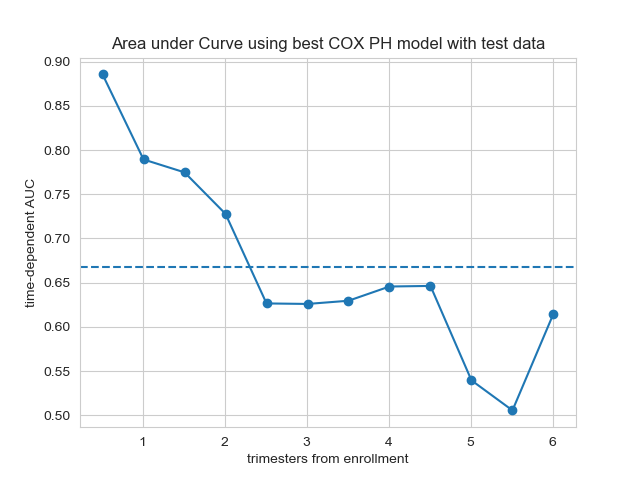 Area under Curve using best COX PH model with test data
time-dependent AUC
0.90
0.85
0.80
0.75
0.70
0.65
0.60
0.55
0.50
1 2 3 4 5 6
trimesters from enrollment